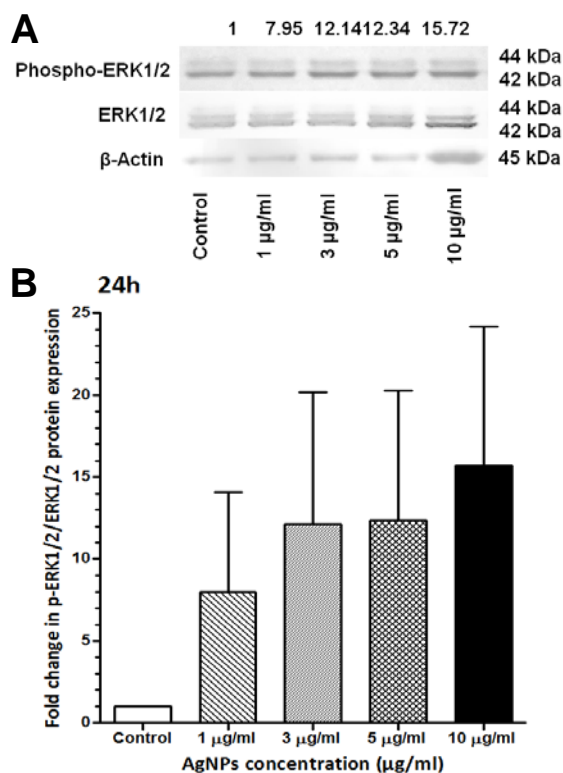 A
1 7.95 12.14 12.34 15.72
Phospho-ERK1/2
44 kDa
42 kDa
ERK1/2
44 kDa
42 kDa
β-Actin
45 kDa
Control
1 µg/ml
3 µg/ml
5 µg/ml
10 µg/ml
B
24h
Fold change in p-ERK1/2/ERK1/2 protein expression
25
20
15
10
5
0
Control
1 µg/ml
3 µg/ml
5 µg/ml
10 µg/ml
AgNPs concentration (µg/ml)